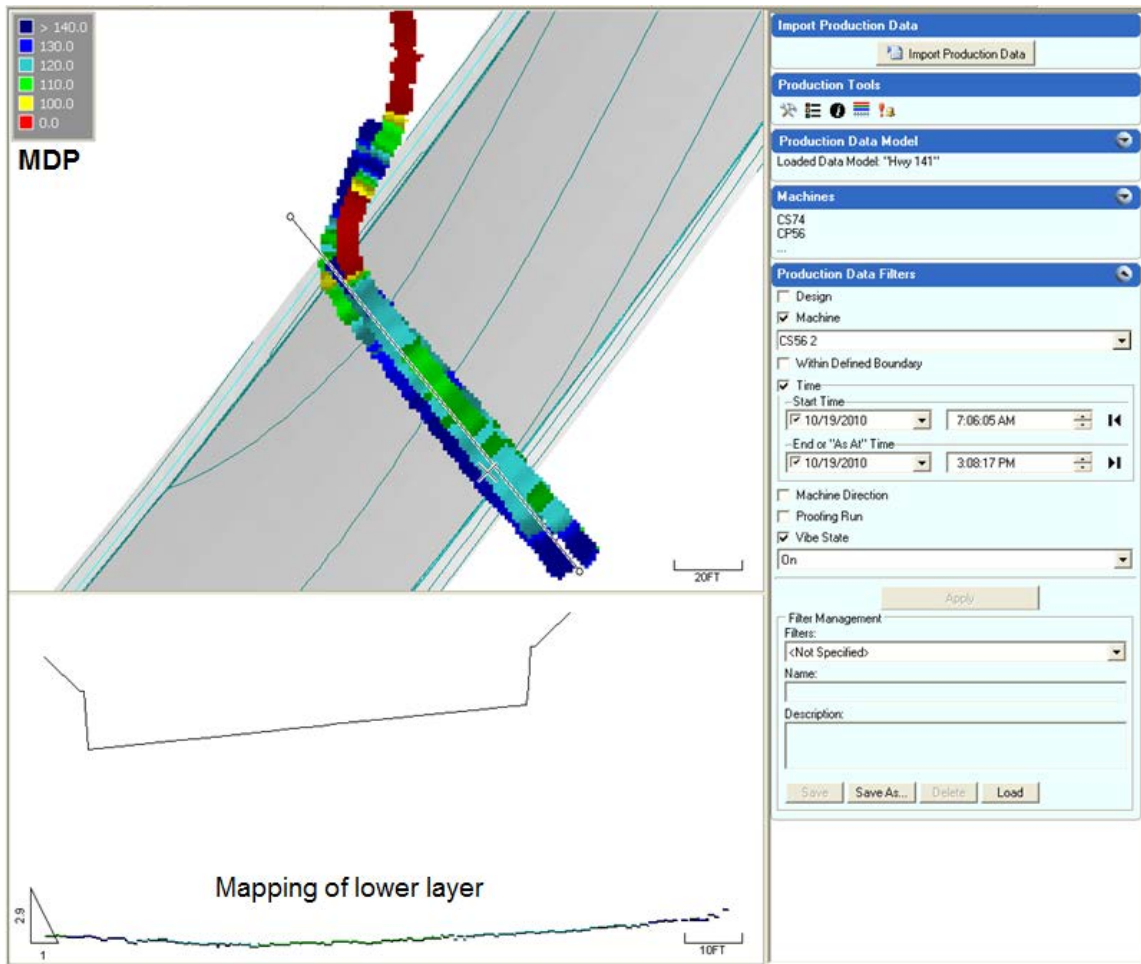 > 140.0
130.0
120.0
110.0
100.0
0.0
MDP
20FT
Mapping of lower layer
2.9
1
10FT
Import Production Data
Import Production Data
Production Tools
Production Data Model
Loaded Data Model: "Hwy 141"
Machines
CS74
CP56
...
Production Data Filters
Design
Machine
CS56 2
Within Defined Boundary
Time
Start Time
10/19/2010 7:06:05 AM
End or "As At" Time
10/19/2010 3:08:17 PM
Machine Direction
Proofing Run
Vibe State
On
Apply
Filter Management
Filters:
<Not Specified>
Name:
Description:
Save Save As... Delete Load